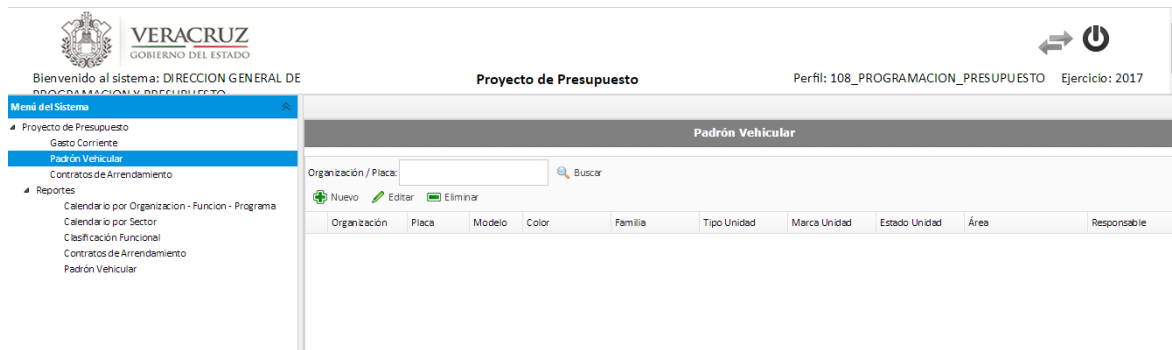 VERACRUZ
GOBIERNO DEL ESTADO
Bienvenido al sistema: DIRECCION GENERAL DE
PROGRAMACION Y PRESUPUESTO
Proyecto de Presupuesto
Perfil: 108_PROGRAMACION_PRESUPUESTO Ejercicio: 2017
Menú del Sistema
Proyecto de Presupuesto
Gasto Corriente
Padrón Vehicular
Contratos de Arrendamiento
Reportes
Calendario por Organizacion - Funcion - Programa
Calendario por Sector
Clasificación Funcional
Contratos de Arrendamiento
Padrón Vehicular
Padrón Vehicular
Organización / Placa: Buscar
Nuevo Editar Eliminar
Organización Placa Modelo Color Familia Tipo Unidad Marca Unidad Estado Unidad Área Responsable